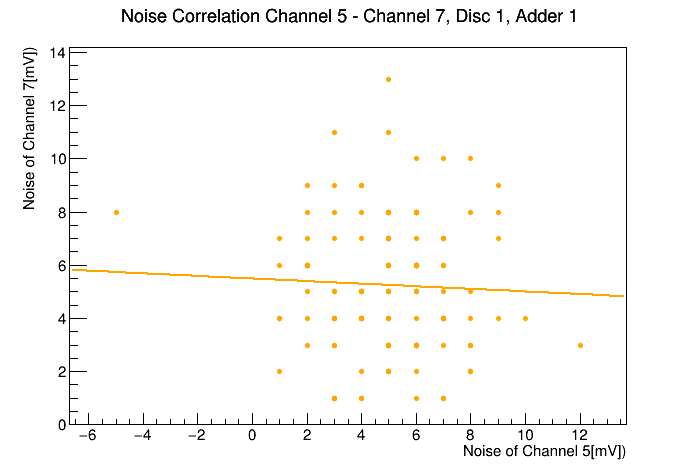 Noise Correlation Channel 5 - Channel 7, Disc 1, Adder 1
Noise of Channel 7[mV])
14
12
10
8
6
4
2
0
−6 −4 −2 0 2 4 6 8 10 12
Noise of Channel 5[mV])